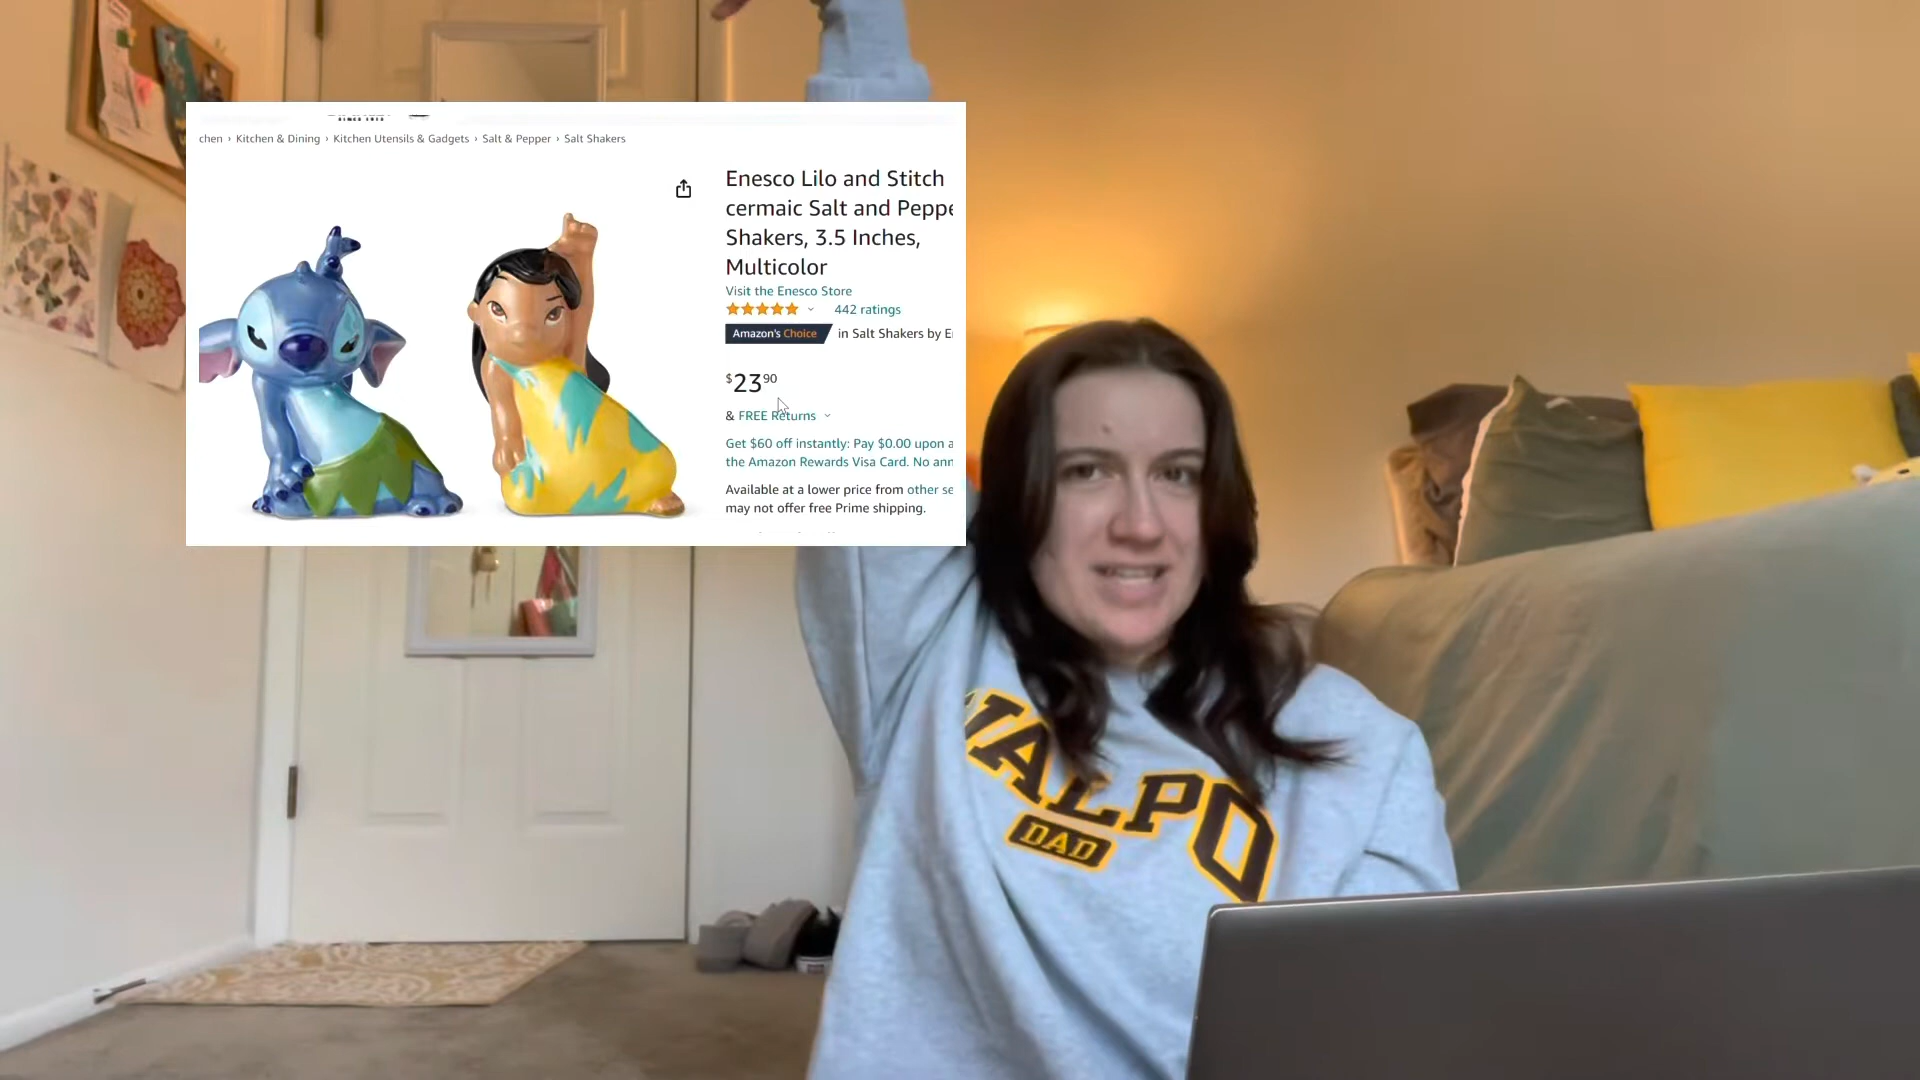 chen › Kitchen & Dining › Kitchen Utensils & Gadgets › Salt & Pepper › Salt Shakers
Enesco Lilo and Stitch
cermaic Salt and Peppe
Shakers, 3.5 Inches,
Multicolor
Visit the Enesco Store
442 ratings
Amazon's Choice in Salt Shakers by E
$23 90
& FREE Returns
Get $60 off instantly: Pay $0.00 upon a
the Amazon Rewards Visa Card. No ann
Available at a lower price from other se
may not offer free Prime shipping.
VALPO
DAD